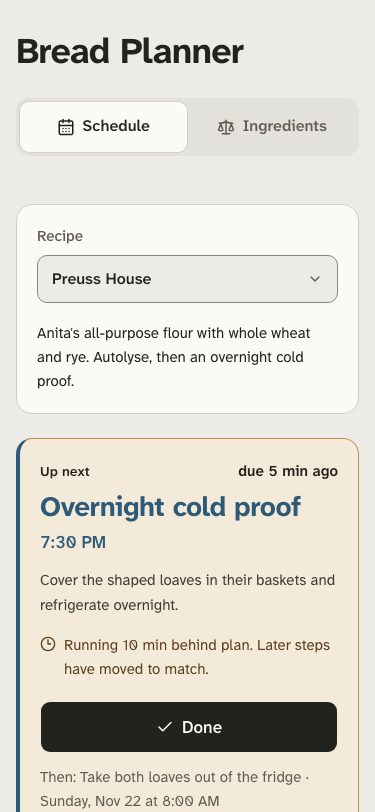 Bread Planner
Schedule
Ingredients
Recipe
Preuss House
Anita's all-purpose flour with whole wheat
and rye. Autolyse, then an overnight cold
proof.
Up next
due 5 min ago
Overnight cold proof
7:30 PM
Cover the shaped loaves in their baskets and
refrigerate overnight.
Running 10 min behind plan. Later steps
have moved to match.
Done
Then: Take both loaves out of the fridge ·
Sunday, Nov 22 at 8:00 AM